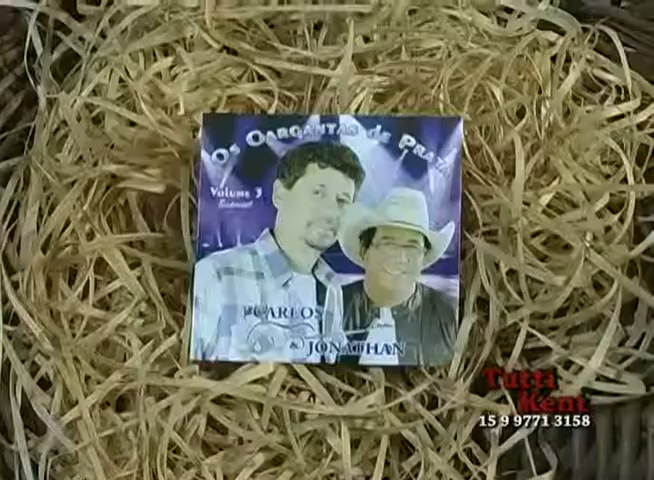 Os Gargantas de Prata
Volume 3
Carlos
& Jonathan
Tutti
Kent
15 9 9771 3158